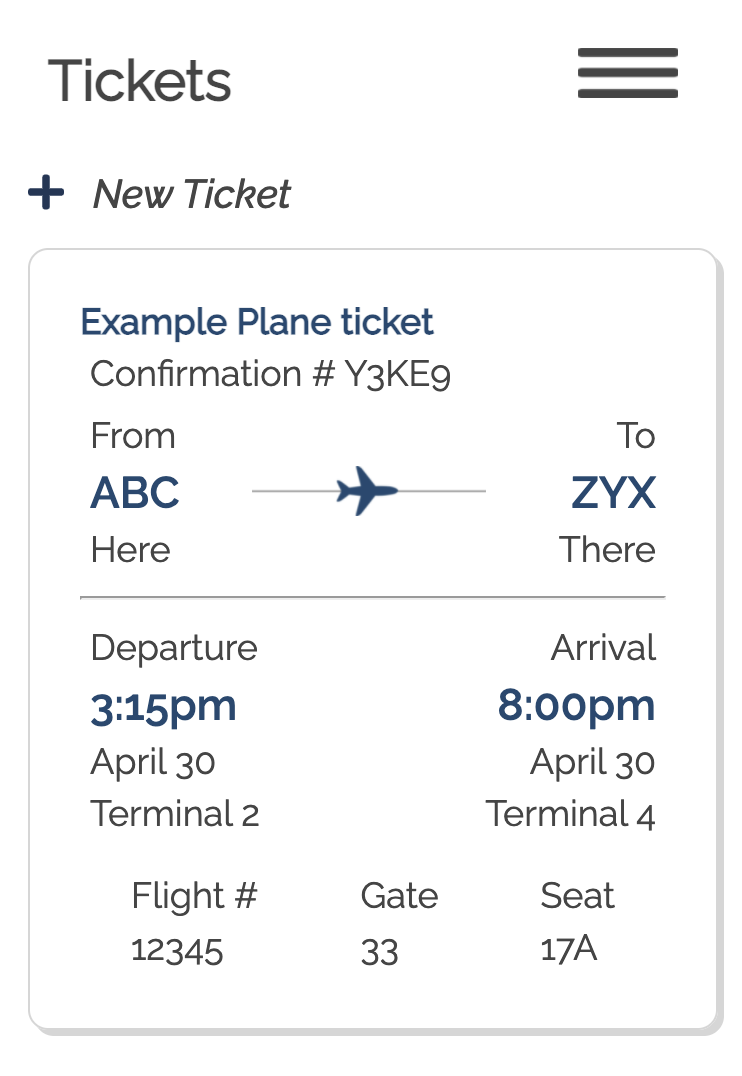 Tickets
New Ticket
Example Plane ticket
Confirmation # Y3KE9
From To
ABC ZYX
Here There
Departure Arrival
3:15pm 8:00pm
April 30 April 30
Terminal 2 Terminal 4
Flight # Gate Seat
12345 33 17A